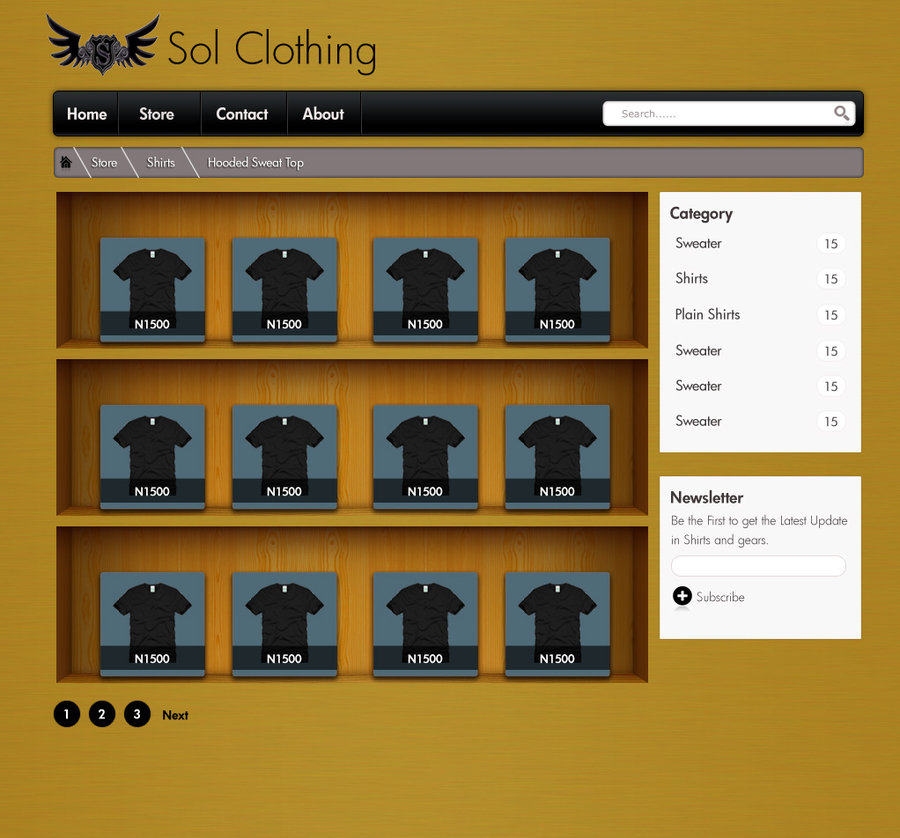 Sol Clothing
Home Store Contact About Search......
Store Shirts Hooded Sweat Top
Category
Sweater 15
Shirts 15
Plain Shirts 15
Sweater 15
Sweater 15
Sweater 15
N1500 N1500 N1500 N1500
N1500 N1500 N1500 N1500
N1500 N1500 N1500 N1500
Newsletter
Be the First to get the Latest Update
in Shirts and gears.
Subscribe
1 2 3 Next